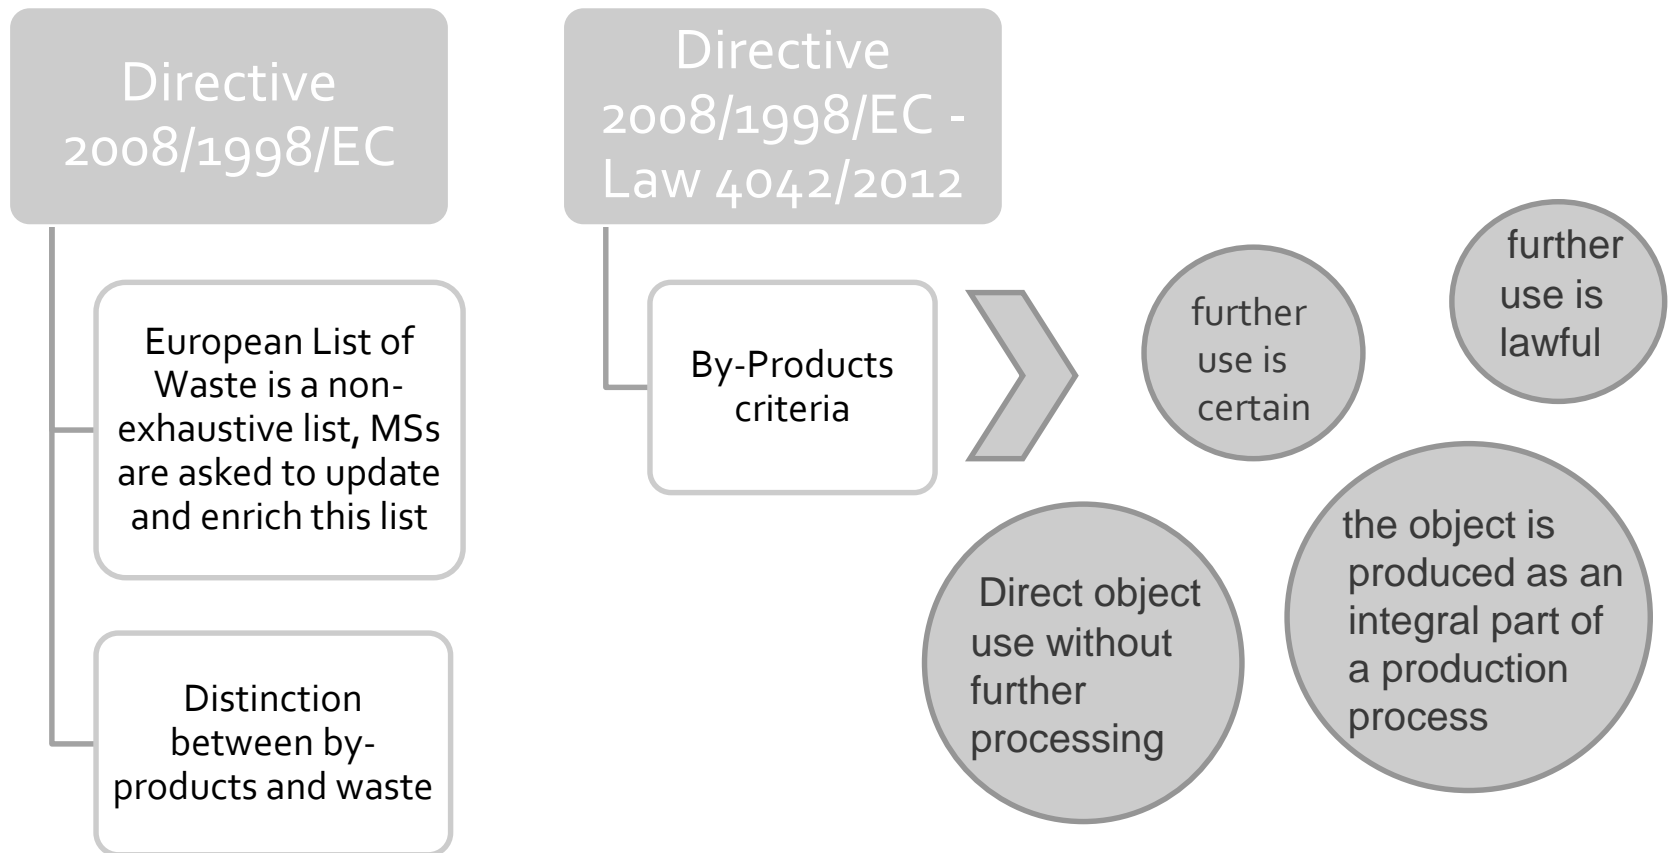 Directive
2008/1998/EC
European List of
Waste is a non-
exhaustive list, MSs
are asked to update
and enrich this list
Distinction
between by-
products and waste
Directive
2008/1998/EC -
Law 4042/2012
By-Products
criteria
further
use is
certain
further
use is
lawful
Direct object
use without
further
processing
the object is
produced as an
integral part of
a production
process